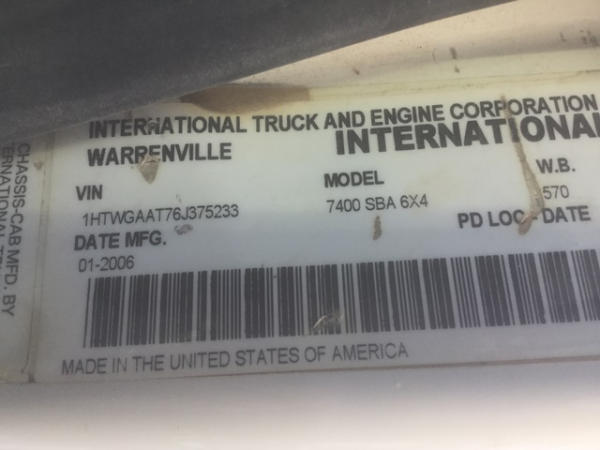 INTERNATIONAL TRUCK AND ENGINE CORPORATION
WARRENVILLE INTERNATIONAL
VIN MODEL W.B.
1HTWGAAT76J375233 7400 SBA 6X4 570
DATE MFG. PD LOC - DATE
01-2006
MADE IN THE UNITED STATES OF AMERICA
CHASSIS-CAB MFD. BY